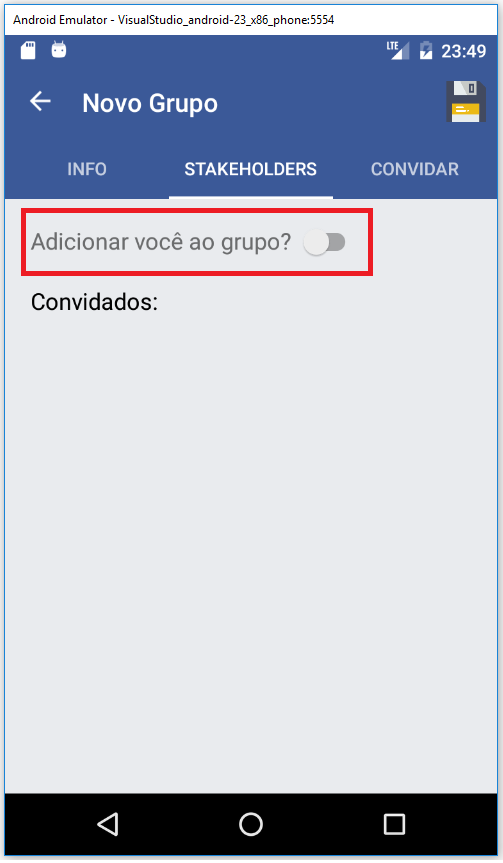 Android Emulator - VisualStudio_android-23_x86_phone:5554
LTE 23:49
Novo Grupo
INFO STAKEHOLDERS CONVIDAR
Adicionar você ao grupo?
Convidados: